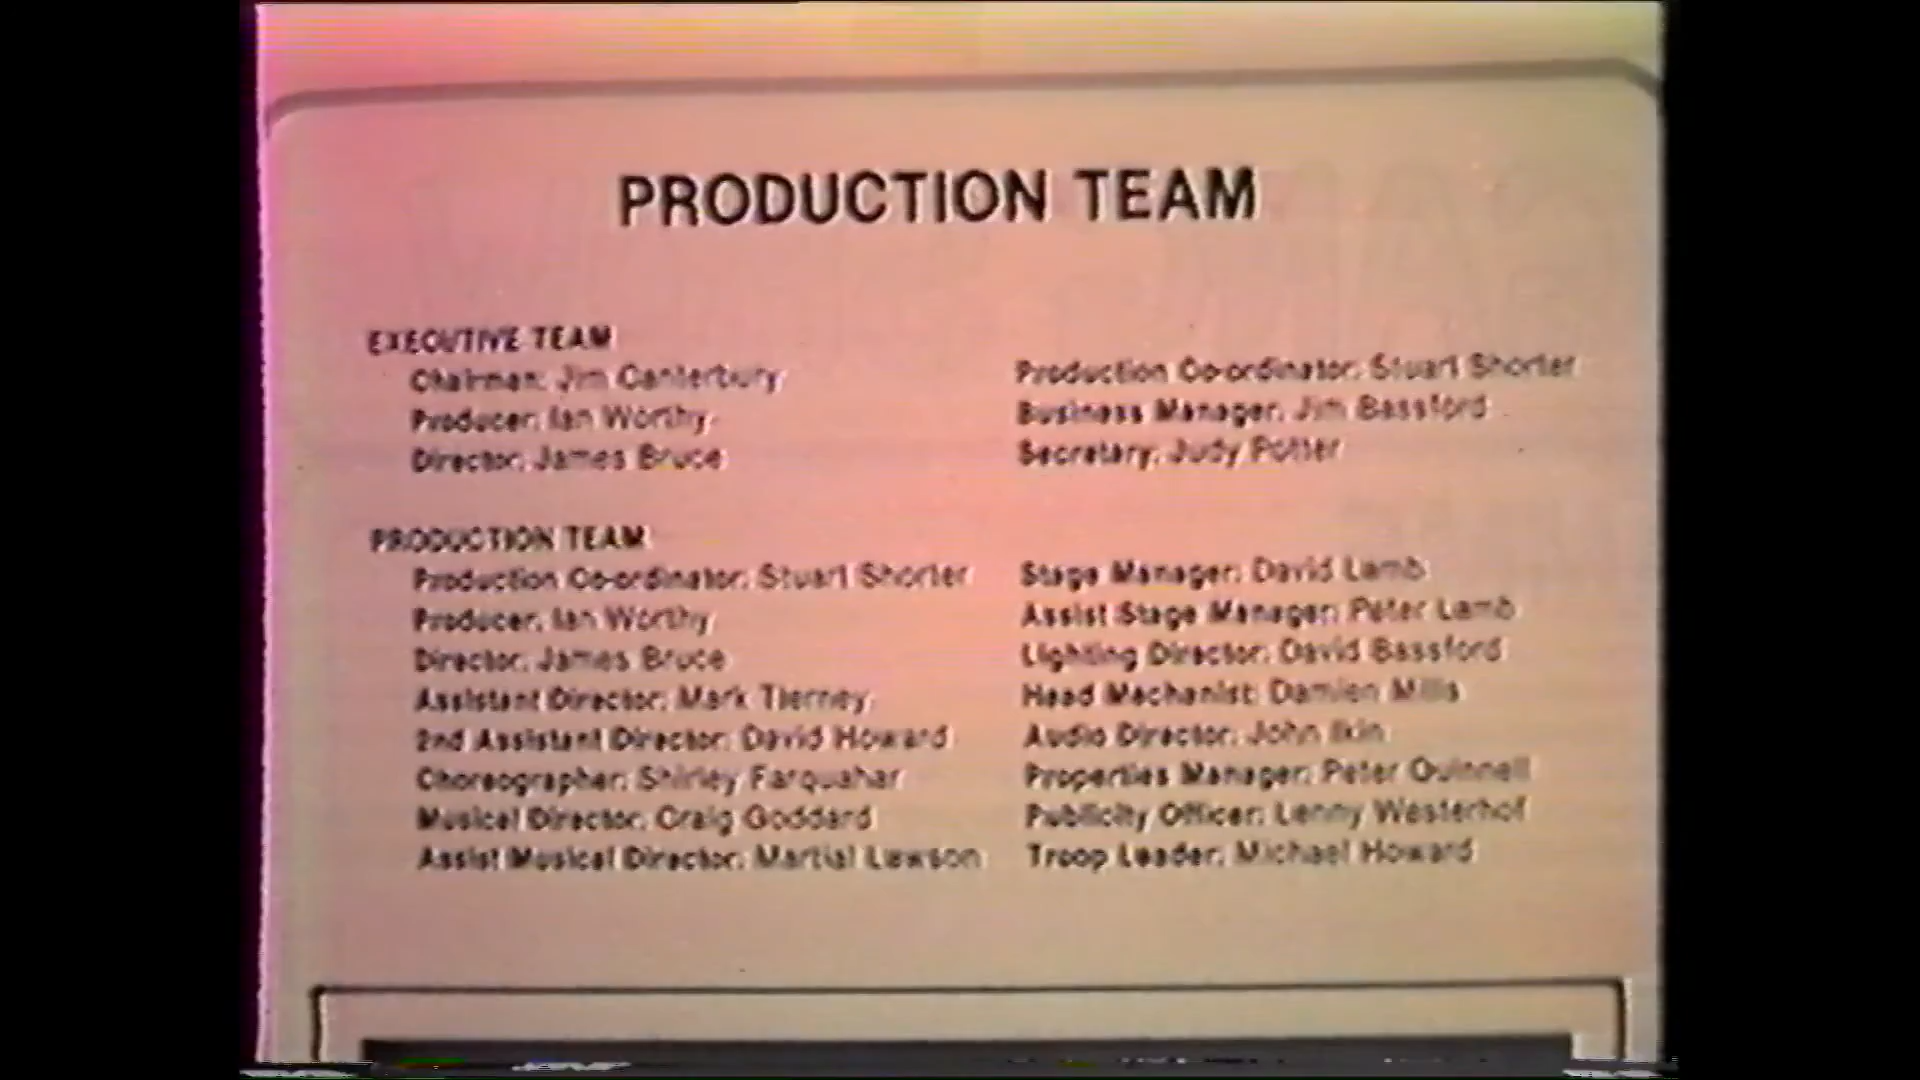 PRODUCTION TEAM
EXECUTIVE TEAM
Chairman: Jim Canterbury
Producer: Ian Worthy
Director: James Bruce
Production Co-ordinator: Stuart Shorter
Business Manager: Jim Bassford
Secretary: Judy Potter
PRODUCTION TEAM
Production Co-ordinator: Stuart Shorter
Producer: Ian Worthy
Director: James Bruce
Assistant Director: Mark Tierney
2nd Assistant Director: David Howard
Choreographer: Shirley Farquahar
Musical Director: Craig Goddard
Assist Musical Director: Martial Lawson
Stage Manager: David Lamb
Assist Stage Manager: Peter Lamb
Lighting Director: David Bassford
Head Mechanist: Damien Mills
Audio Director: John Ikin
Properties Manager: Peter Quinnell
Publicity Officer: Lenny Westerhof
Troop Leader: Michael Howard